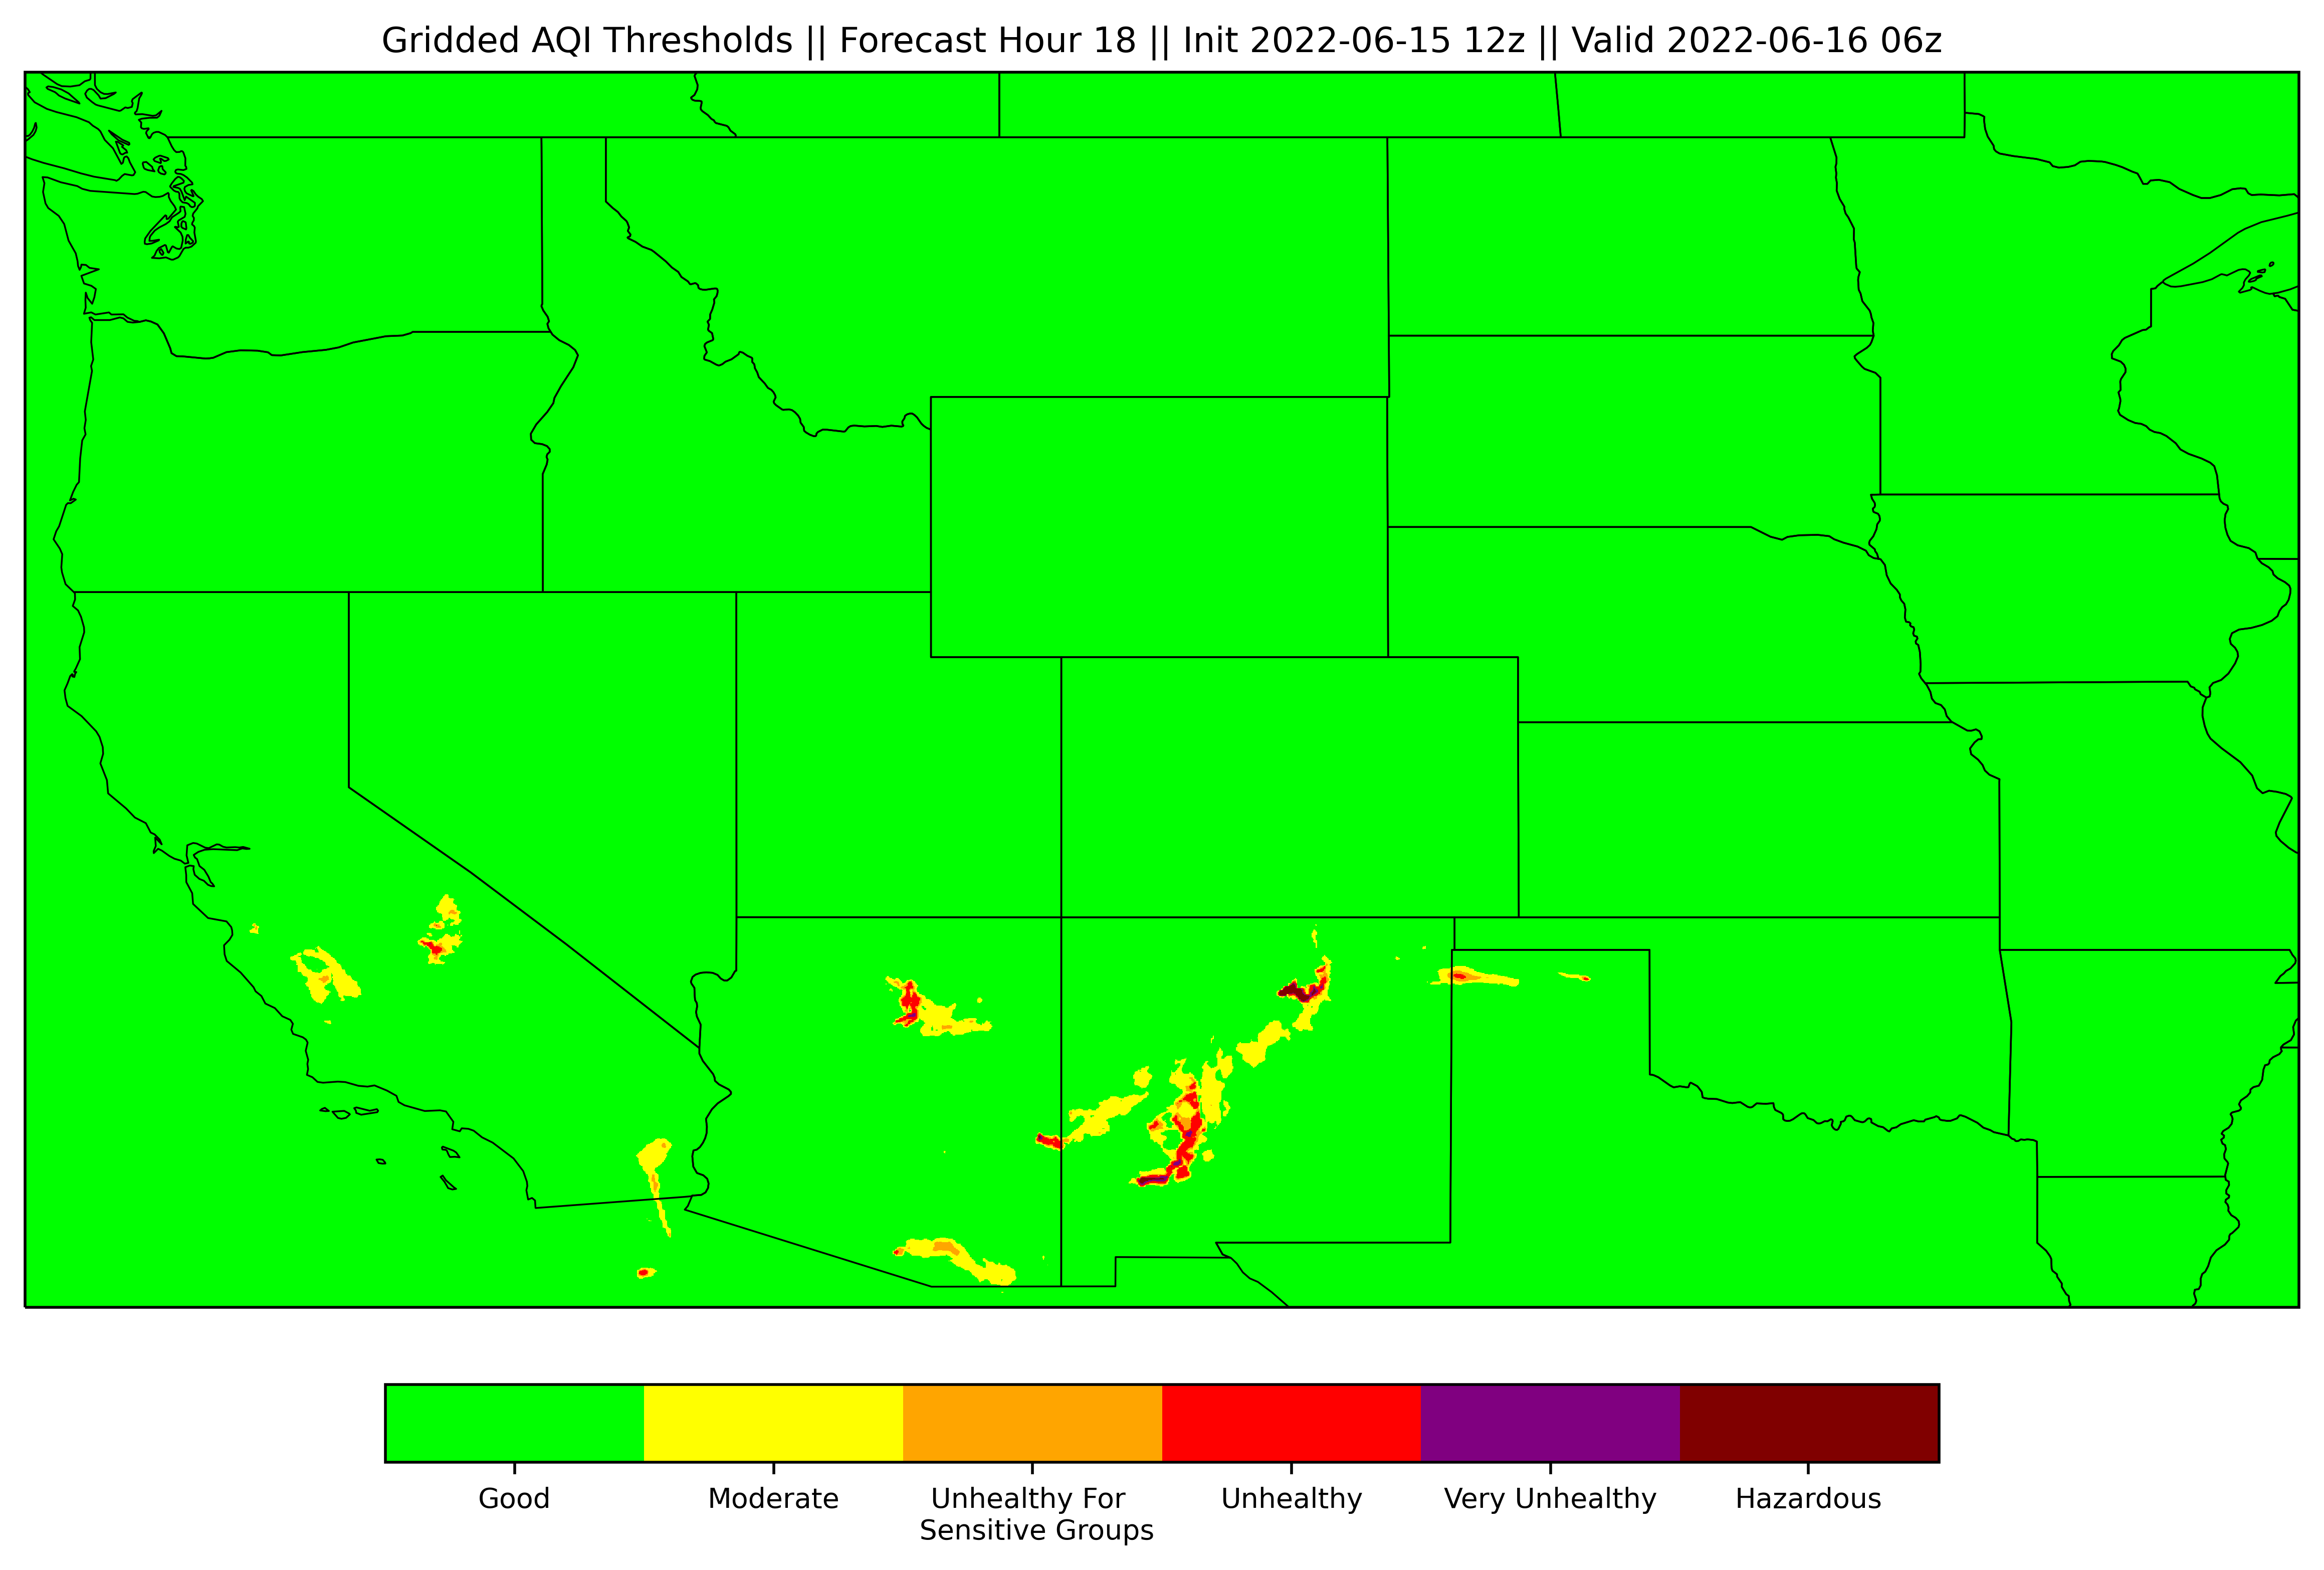 Gridded AQI Thresholds || Forecast Hour 18 || Init 2022-06-15 12z || Valid 2022-06-16 06z
Good
Moderate
Unhealthy For
Sensitive Groups
Unhealthy
Very Unhealthy
Hazardous